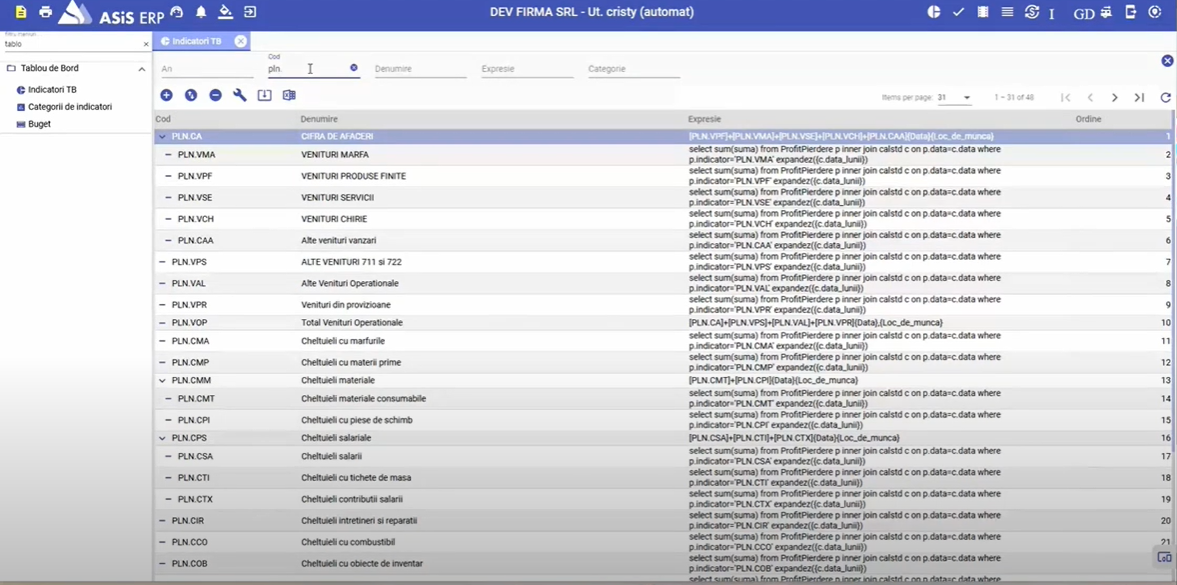 ASiS ERP
DEV FIRMA SRL - Ut. cristy (automat)
I
GD
tablo
×
Indicatori TB
Tablou de Bord
Indicatori TB
Categorii de indicatori
Buget
An
Cod
pln.
Denumire
Expresie
Categorie
Items per page: 31
1 – 31 of 48
Cod Denumire Expresie Ordine
PLN.CA CIFRA DE AFACERI [PLN.VPF]+[PLN.VMA]+[PLN.VSE]+[PLN.VCH]+[PLN.CAA]{Data}{Loc_de_munca} 1
PLN.VMA VENITURI MARFA select sum(suma) from ProfitPierdere p inner join calstd c on p.data=c.data where 2
p.indicator='PLN.VMA' expandez({c.data_lunii})
PLN.VPF VENITURI PRODUSE FINITE select sum(suma) from ProfitPierdere p inner join calstd c on p.data=c.data where 3
p.indicator='PLN.VPF' expandez({c.data_lunii})
PLN.VSE VENITURI SERVICII select sum(suma) from ProfitPierdere p inner join calstd c on p.data=c.data where 4
p.indicator='PLN.VSE' expandez({c.data_lunii})
PLN.VCH VENITURI CHIRIE select sum(suma) from ProfitPierdere p inner join calstd c on p.data=c.data where 5
p.indicator='PLN.VCH' expandez({c.data_lunii})
PLN.CAA Alte venituri vanzari select sum(suma) from ProfitPierdere p inner join calstd c on p.data=c.data where 6
p.indicator='PLN.CAA' expandez({c.data_lunii})
PLN.VPS ALTE VENITURI 711 si 722 select sum(suma) from ProfitPierdere p inner join calstd c on p.data=c.data where 7
p.indicator='PLN.VPS' expandez({c.data_lunii})
PLN.VAL Alte Venituri Operationale select sum(suma) from ProfitPierdere p inner join calstd c on p.data=c.data where 8
p.indicator='PLN.VAL' expandez({c.data_lunii})
PLN.VPR Venituri din provizioane select sum(suma) from ProfitPierdere p inner join calstd c on p.data=c.data where 9
p.indicator='PLN.VPR' expandez({c.data_lunii})
PLN.VOP Total Venituri Operationale [PLN.CA]+[PLN.VPS]+[PLN.VAL]+[PLN.VPR]{Data},{Loc_de_munca} 10
PLN.CMA Cheltuieli cu marfurile select sum(suma) from ProfitPierdere p inner join calstd c on p.data=c.data where 11
p.indicator='PLN.CMA' expandez({c.data_lunii})
PLN.CMP Cheltuieli cu materii prime select sum(suma) from ProfitPierdere p inner join calstd c on p.data=c.data where 12
p.indicator='PLN.CMP' expandez({c.data_lunii})
PLN.CMM Cheltuieli materiale [PLN.CMT]+[PLN.CPI]{Data}{Loc_de_munca} 13
PLN.CMT Cheltuieli materiale consumabile select sum(suma) from ProfitPierdere p inner join calstd c on p.data=c.data where 14
p.indicator='PLN.CMT' expandez({c.data_lunii})
PLN.CPI Cheltuieli cu piese de schimb select sum(suma) from ProfitPierdere p inner join calstd c on p.data=c.data where 15
p.indicator='PLN.CPI' expandez({c.data_lunii})
PLN.CPS Cheltuieli salariale [PLN.CSA]+[PLN.CTI]+[PLN.CTX]{Data}{Loc_de_munca} 16
PLN.CSA Cheltuieli salarii select sum(suma) from ProfitPierdere p inner join calstd c on p.data=c.data where 17
p.indicator='PLN.CSA' expandez({c.data_lunii})
PLN.CTI Cheltuieli cu tichete de masa select sum(suma) from ProfitPierdere p inner join calstd c on p.data=c.data where 18
p.indicator='PLN.CTI' expandez({c.data_lunii})
PLN.CTX Cheltuieli contributii salarii select sum(suma) from ProfitPierdere p inner join calstd c on p.data=c.data where 19
p.indicator='PLN.CTX' expandez({c.data_lunii})
PLN.CIR Cheltuieli intretineri si reparatii select sum(suma) from ProfitPierdere p inner join calstd c on p.data=c.data where 20
p.indicator='PLN.CIR' expandez({c.data_lunii})
PLN.CCO Cheltuieli cu combustibil select sum(suma) from ProfitPierdere p inner join calstd c on p.data=c.data where 21
p.indicator='PLN.CCO' expandez({c.data_lunii})
PLN.COB Cheltuieli cu obiecte de inventar select sum(suma) from ProfitPierdere p inner join calstd c on p.data=c.data where
p.indicator='PLN.COB' expandez({c.data_lunii})
select sum(suma) from ProfitPierdere p inner join calstd c on p.data=c.data where